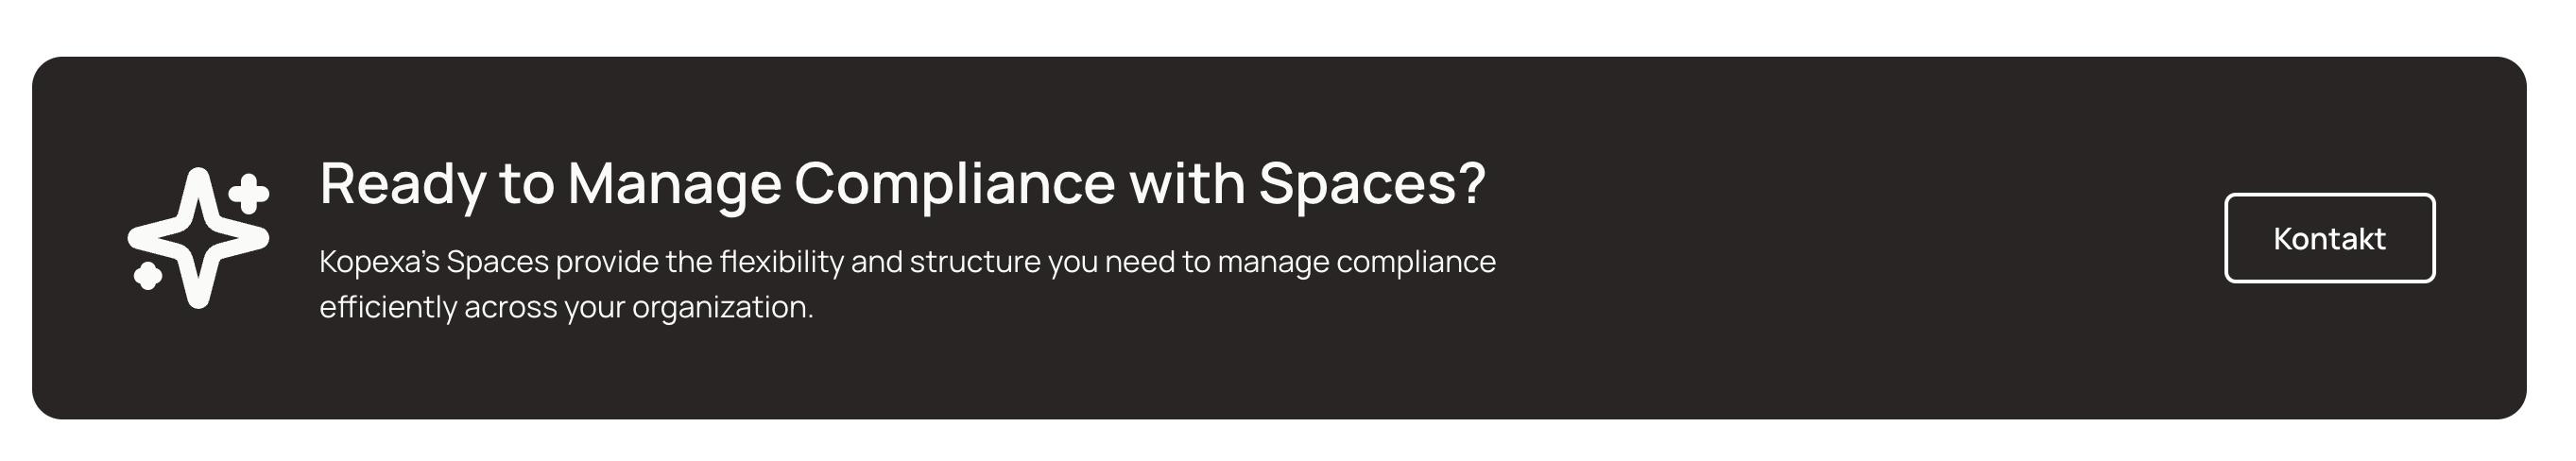 Ready to Manage Compliance with Spaces?
Kopexa’s Spaces provide the flexibility and structure you need to manage compliance
efficiently across your organization.
Kontakt